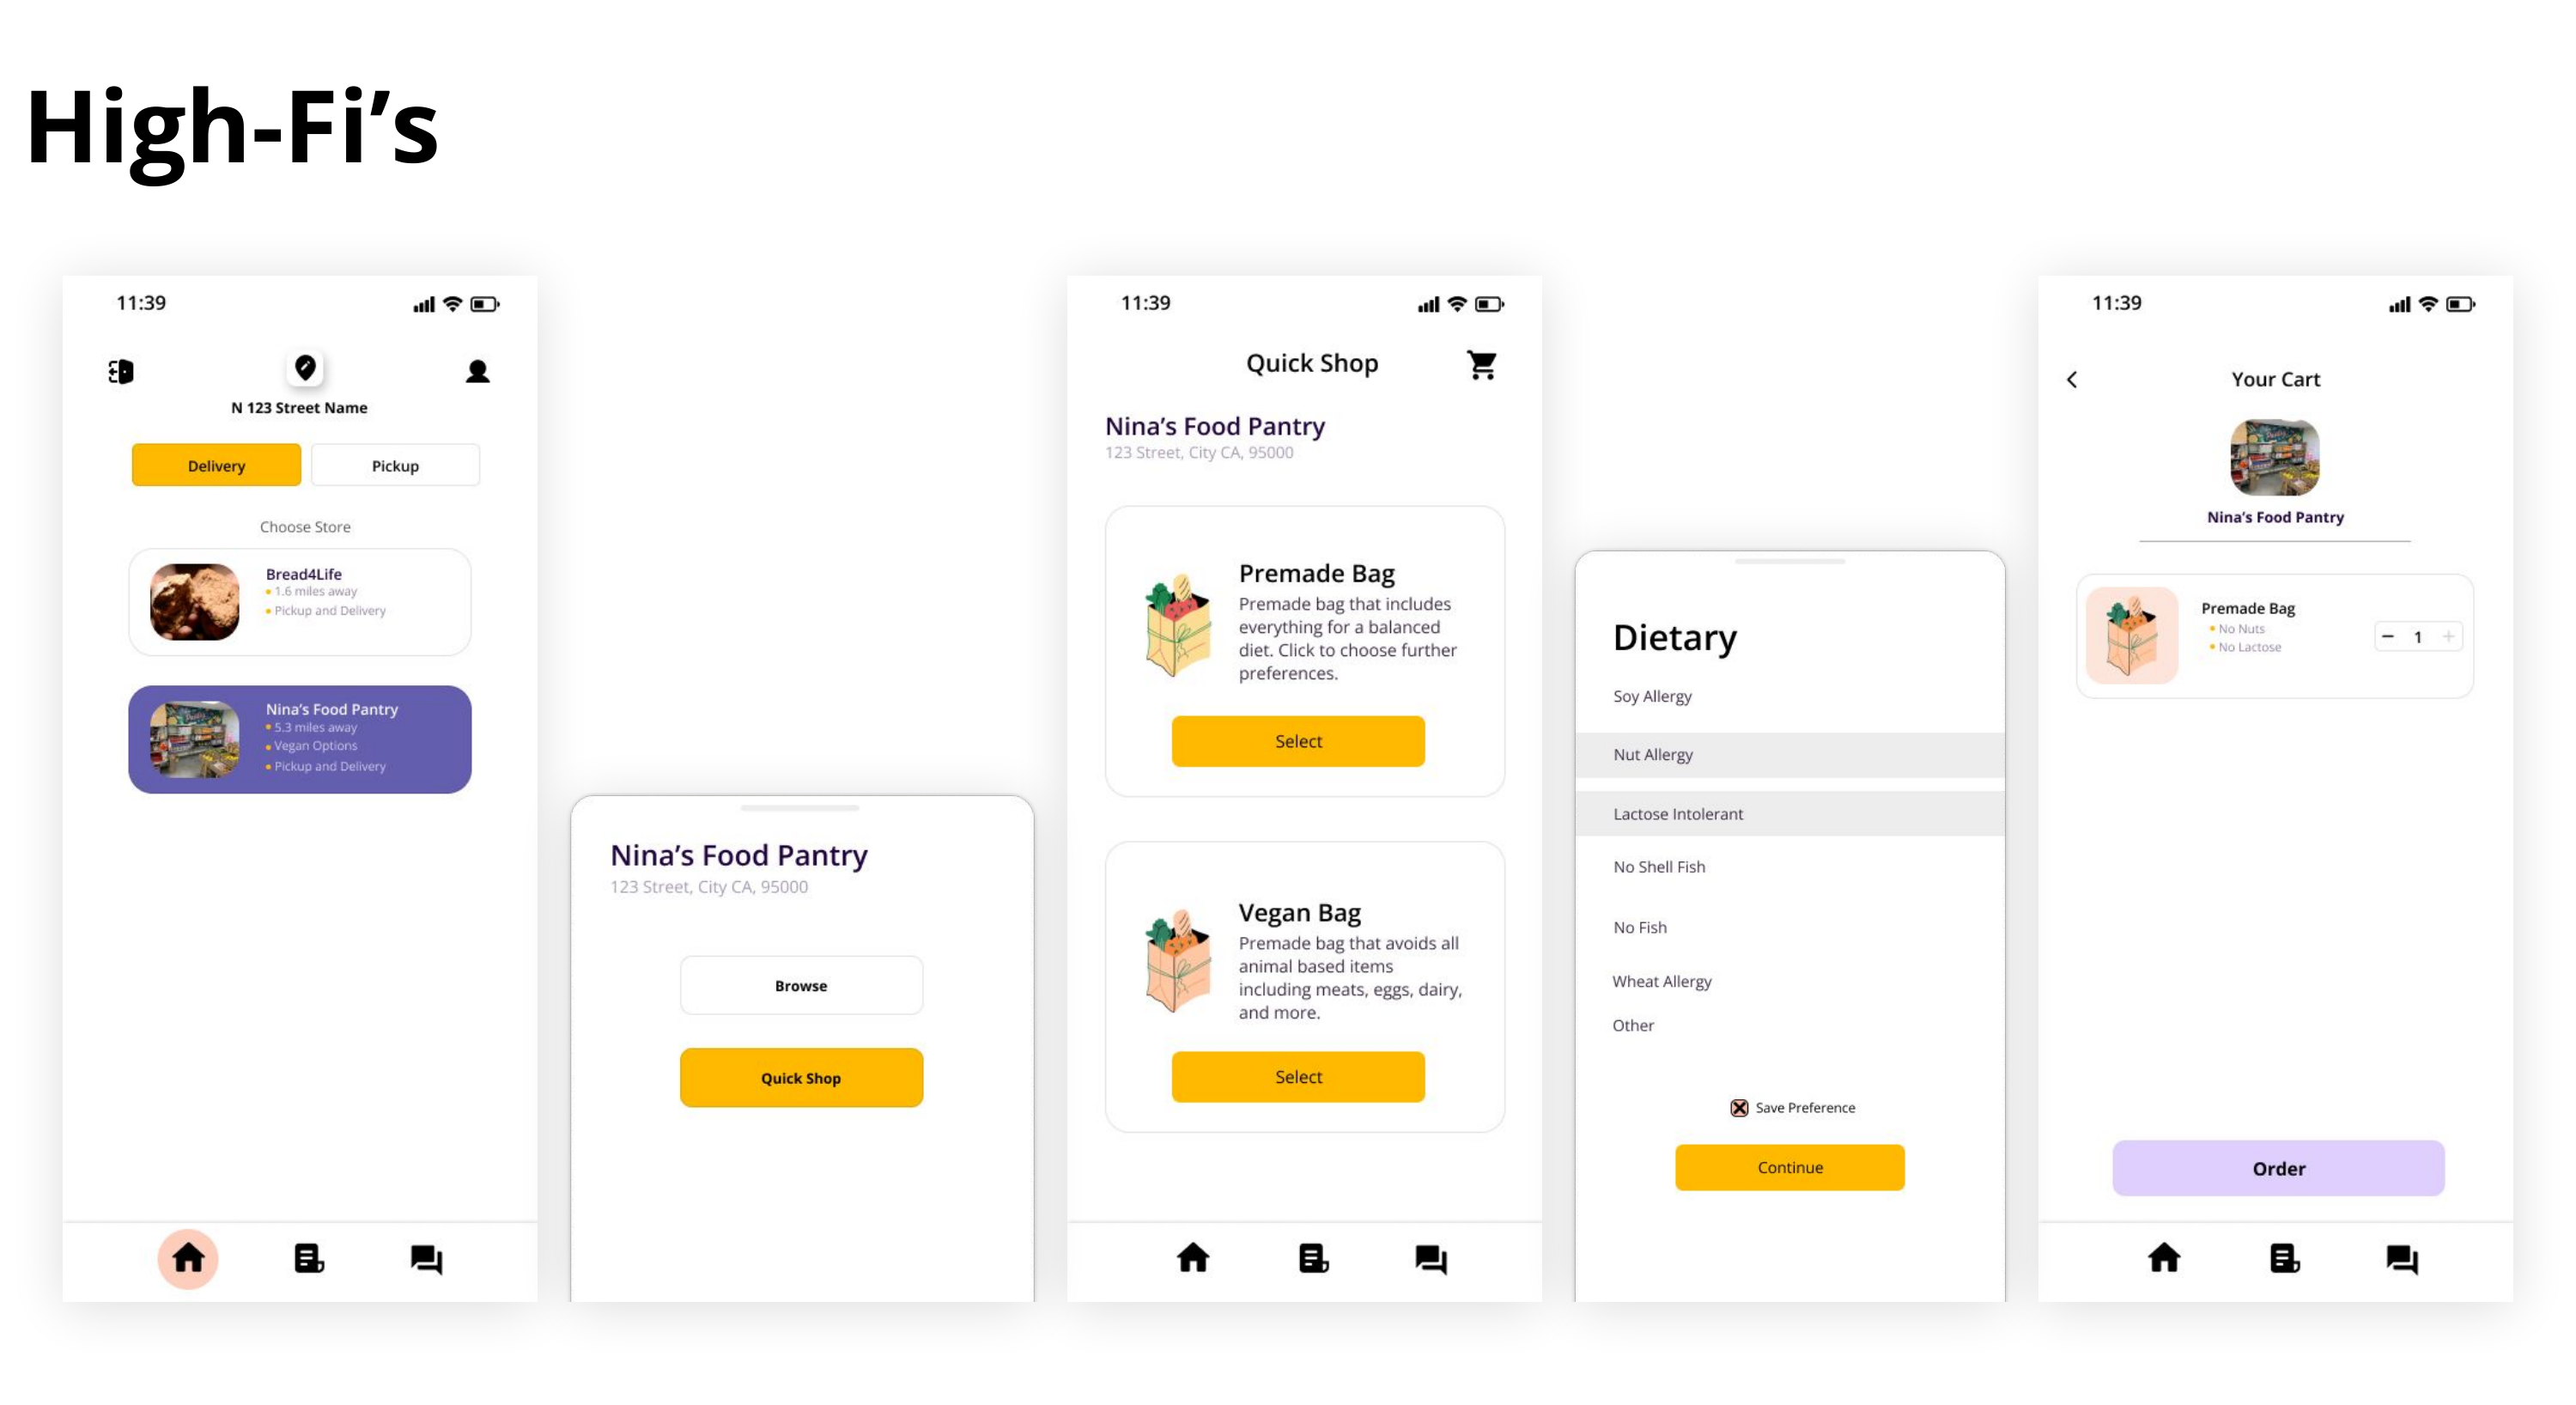 High-Fi’s
11:39
N 123 Street Name
Delivery
Pickup
Choose Store
Bread4Life
1.6 miles away
Pickup and Delivery
Nina’s Food Pantry
5.3 miles away
Vegan Options
Pickup and Delivery
Nina’s Food Pantry
123 Street, City CA, 95000
Browse
Quick Shop
11:39
Quick Shop
Nina’s Food Pantry
123 Street, City CA, 95000
Premade Bag
Premade bag that includes
everything for a balanced
diet. Click to choose further
preferences.
Select
Vegan Bag
Premade bag that avoids all
animal based items
including meats, eggs, dairy,
and more.
Select
Dietary
Soy Allergy
Nut Allergy
Lactose Intolerant
No Shell Fish
No Fish
Wheat Allergy
Other
Save Preference
Continue
11:39
Your Cart
Nina’s Food Pantry
Premade Bag
No Nuts
No Lactose
1
Order